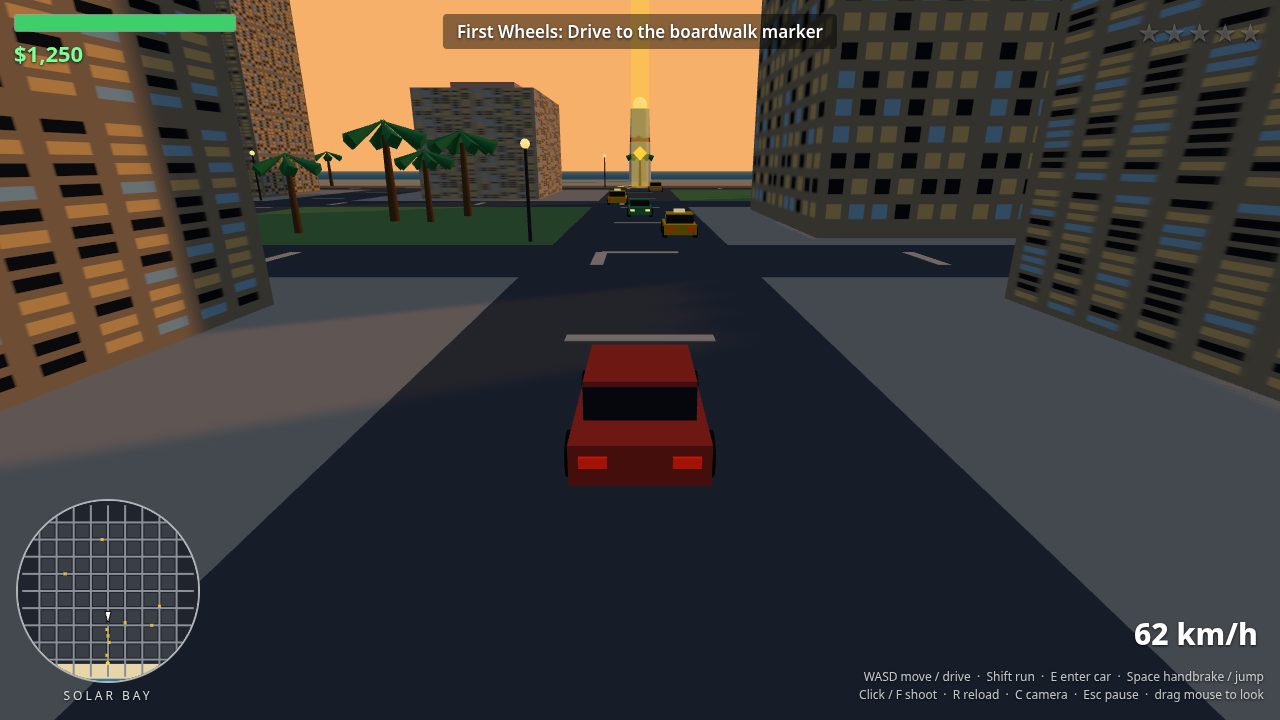 First Wheels: Drive to the boardwalk marker
$1,250
62 km/h
WASD move / drive · Shift run · E enter car · Space handbrake / jump
Click / F shoot · R reload · C camera · Esc pause · drag mouse to look
SOLAR BAY